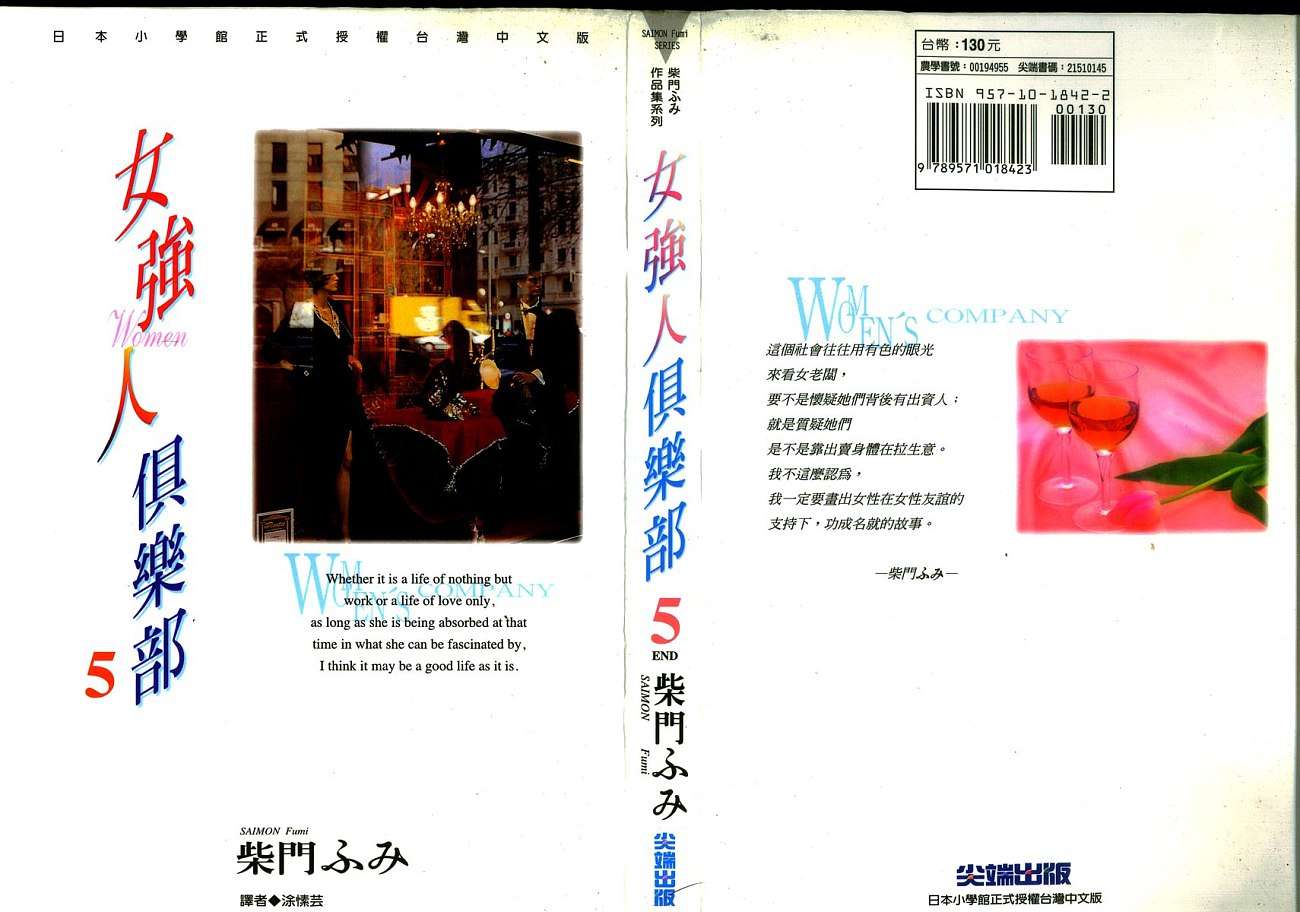 日本小學館正式授權台灣中文版
女強人俱樂部
Women
5
WOMEN'S COMPANY
Whether it is a life of nothing but
work or a life of love only,
as long as she is being absorbed at that
time in what she can be fascinated by,
I think it may be a good life as it is.
SAIMON Fumi
柴門ふみ
譯者◆涂愫芸
SAIMON Fumi
SERIES
柴門ふみ
作品集系列
女強人俱樂部
5
END
柴門ふみ
SAIMON Fumi
尖端出版
台幣：130元
農學書號：00194955 尖端書碼：21510145
ISBN 957-10-1842-2
00130
9 789571 018423
WOMEN'S COMPANY
這個社會往往用有色的眼光
來看女老闆，
要不是懷疑她們背後有出資人；
就是質疑她們
是不是靠出賣身體在拉生意。
我不這麼認為，
我一定要畫出女性在女性友誼的
支持下，功成名就的故事。
—柴門ふみ—
尖端出版
日本小學館正式授權台灣中文版